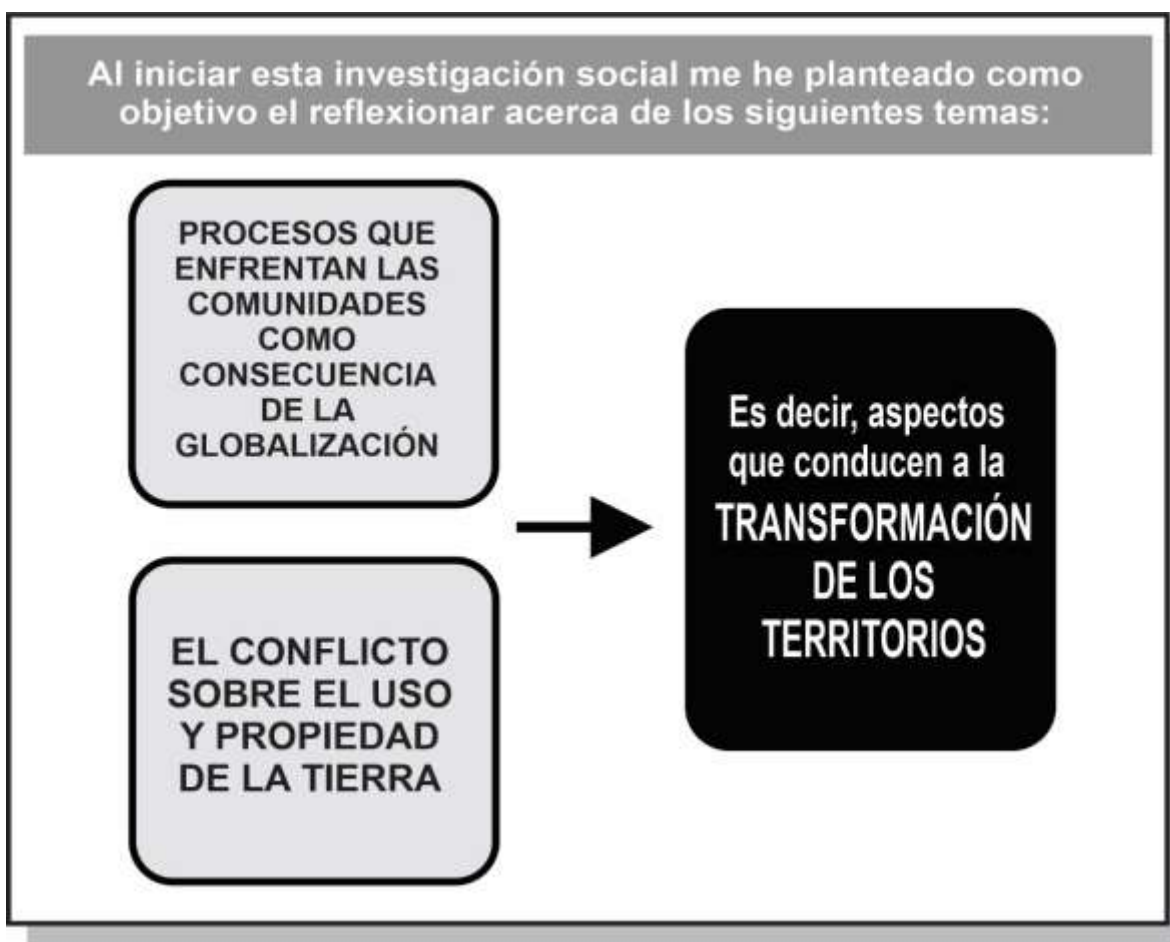 Al iniciar esta investigación social me he planteado como
objetivo el reflexionar acerca de los siguientes temas:
PROCESOS QUE
ENFRENTAN LAS
COMUNIDADES
COMO
CONSECUENCIA
DE LA
GLOBALIZACIÓN
EL CONFLICTO
SOBRE EL USO
Y PROPIEDAD
DE LA TIERRA
Es decir, aspectos
que conducen a la
TRANSFORMACIÓN
DE LOS
TERRITORIOS